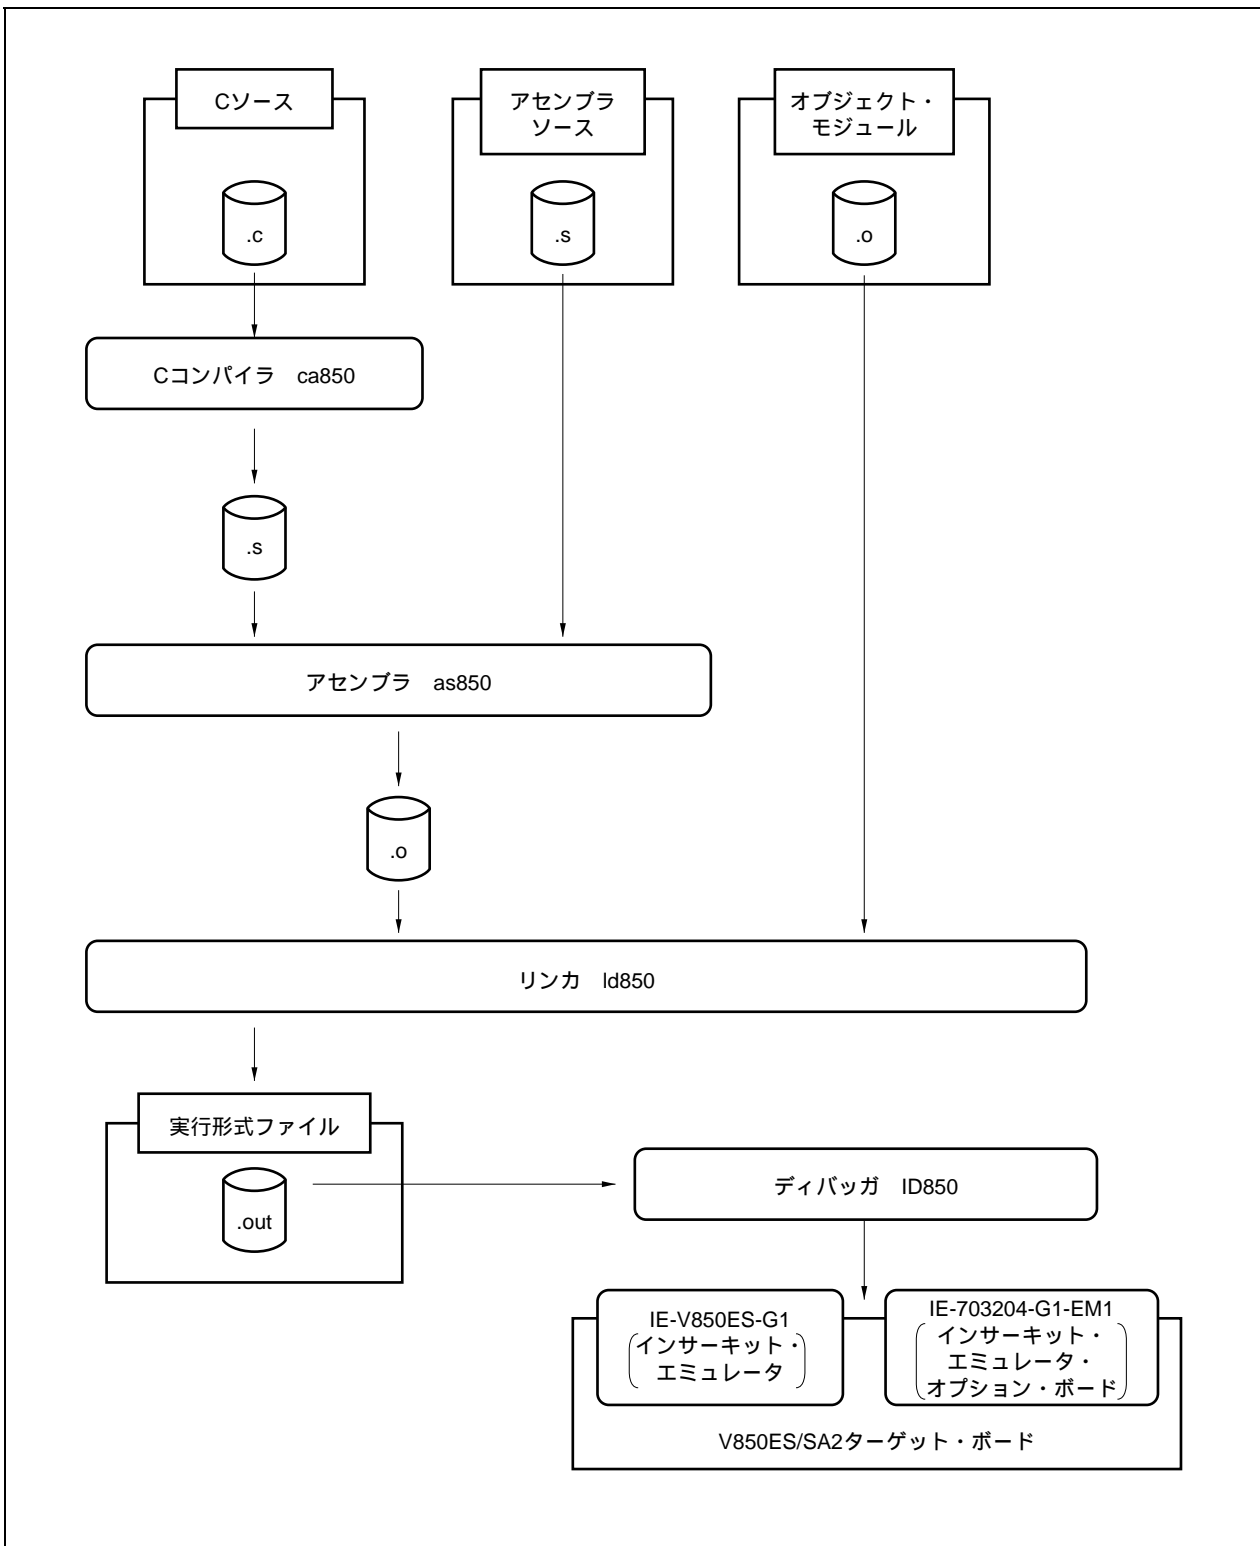 Cソース
アセンブラ
ソース
オブジェクト・
モジュール
.c
.s
.o
Cコンパイラ ca850
.s
アセンブラ as850
.o
リンカ ld850
実行形式ファイル
.out
ディバッガ ID850
IE-V850ES-G1
(インサーキット・
エミュレータ)
IE-703204-G1-EM1
(インサーキット・
エミュレータ・
オプション・ボード)
V850ES/SA2ターゲット・ボード